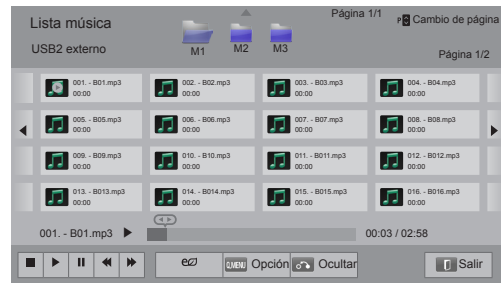 Lista música
Página 1/1
P Cambio de página
USB2 externo
M1 M2 M3
Página 1/2
001. - B01.mp3
00:00
002. - B02.mp3
00:00
003. - B03.mp3
00:00
004. - B04.mp3
00:00
005. - B05.mp3
00:00
006. - B06.mp3
00:00
007. - B07.mp3
00:00
008. - B08.mp3
00:00
009. - B09.mp3
00:00
010. - B10.mp3
00:00
011. - B011.mp3
00:00
012. - B012.mp3
00:00
013. - B013.mp3
00:00
014. - B014.mp3
00:00
015. - B015.mp3
00:00
016. - B016.mp3
00:00
001. - B01.mp3
00:03 / 02:58
Q.MENU Opción
Ocultar
Salir